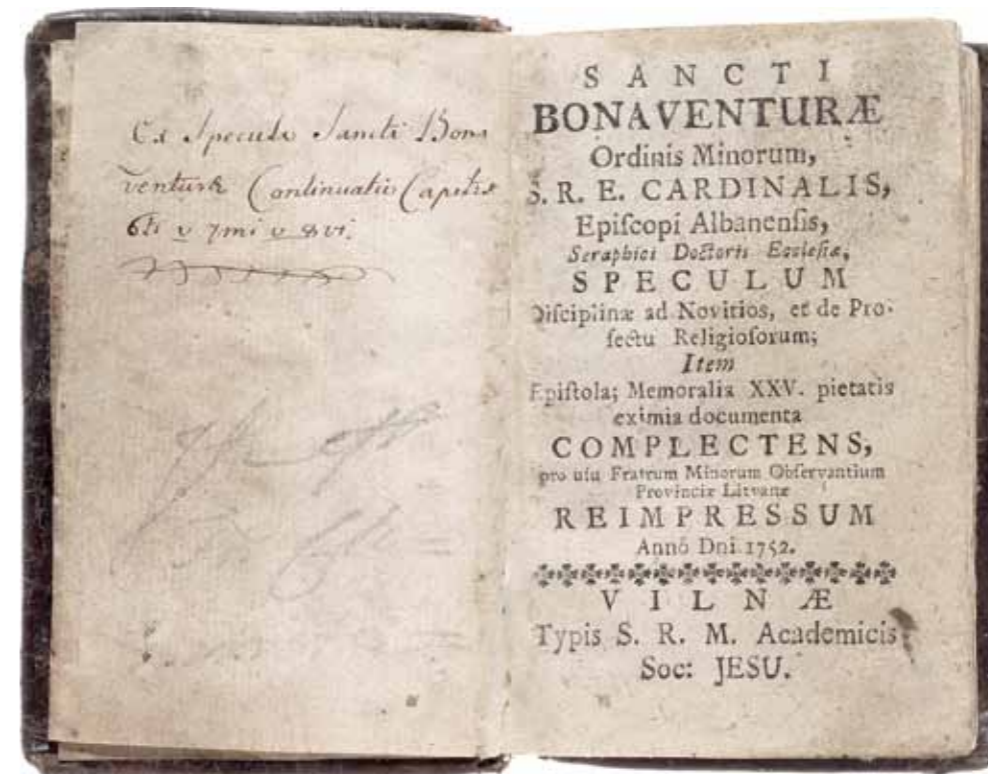 Ex Speculo Sancti Bona
venturæ Continuatio Capitis
6ti v 7mi v 8vi.
SANCTI
BONAVENTURÆ
Ordinis Minorum,
S. R. E. CARDINALIS,
Epiſcopi Albanenſis,
Seraphici Doctoris Eccleſiæ,
SPECULUM
Diſciplinæ ad Novitios, et de Pro-
fectu Religioſorum;
Item
Epiſtola; Memoralia XXV. pietatis
eximia documenta
COMPLECTENS,
pro uſu Fratrum Minorum Obſervantium
Provinciæ Litvanæ
REIMPRESSUM
Annô Dni 1752.
VILNÆ
Typis S. R. M. Academicis
Soc: JESU.